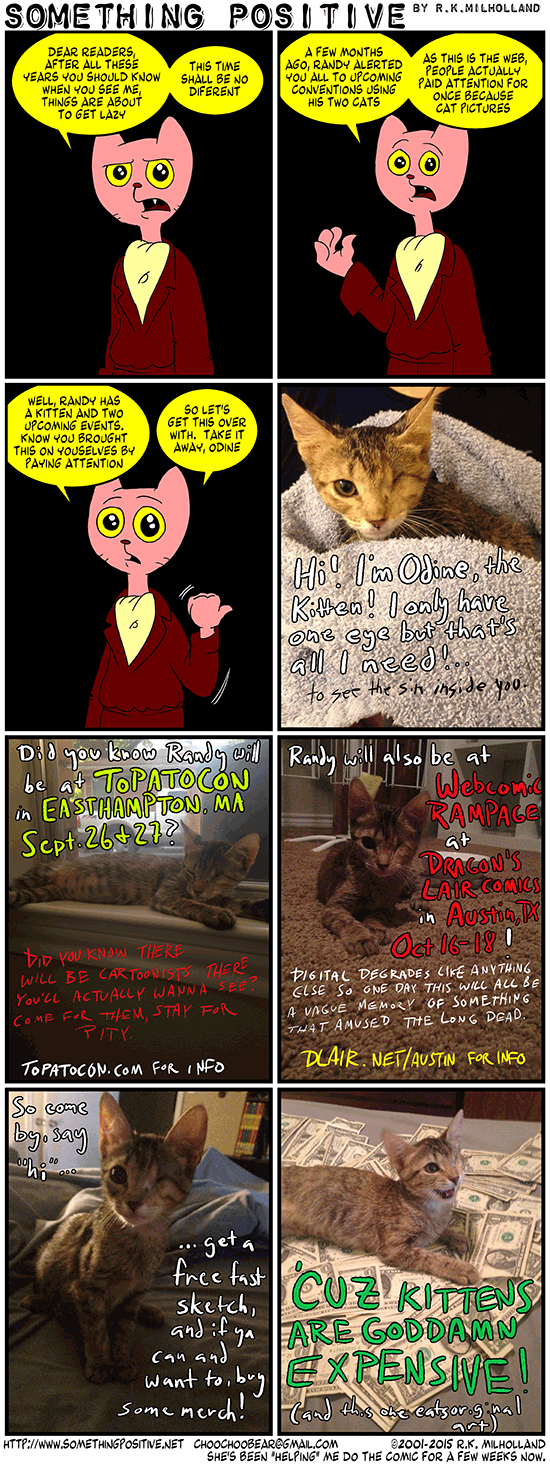 SOMETHING POSITIVE BY R.K.MILHOLLAND
DEAR READERS,
AFTER ALL THESE
YEARS YOU SHOULD KNOW
WHEN YOU SEE ME,
THINGS ARE ABOUT
TO GET LAZY
THIS TIME
SHALL BE NO
DIFERENT
A FEW MONTHS
AGO, RANDY ALERTED
YOU ALL TO UPCOMING
CONVENTIONS USING
HIS TWO CATS
AS THIS IS THE WEB,
PEOPLE ACTUALLY
PAID ATTENTION FOR
ONCE BECAUSE
CAT PICTURES
WELL, RANDY HAS
A KITTEN AND TWO
UPCOMING EVENTS.
KNOW YOU BROUGHT
THIS ON YOUSELVES BY
PAYING ATTENTION
SO LET'S
GET THIS OVER
WITH. TAKE IT
AWAY, ODINE
Hi! I'm Odine, the
Kitten! I only have
one eye but that's
all I need!...
to see the sin inside you.
Did you know Randy will
be at TOPATOCON
in EASTHAMPTON, MA
Sept. 26+27?
DID YOU KNOW THERE
WILL BE CARTOONISTS THERE
YOU'LL ACTUALLY WANNA SEE?
COME FOR THEM, STAY FOR
PITY.
TOPATOCON.COM FOR INFO
Randy will also be at
Webcomic
RAMPAGE
at
DRAGON'S
LAIR COMICS
in Austin, TX
Oct 16-18!
DIGITAL DEGRADES LIKE ANYTHING
ELSE SO ONE DAY THIS WILL ALL BE
A VAGUE MEMORY OF SOMETHING
THAT AMUSED THE LONG DEAD.
DLAIR.NET/AUSTIN FOR INFO
So come
by, say
"hi"...
...get a
free fast
sketch,
and if ya
can and
want to, buy
some merch!
'CUZ KITTENS
ARE GODDAMN
EXPENSIVE!
(and this one eats original
art)
HTTP://WWW.SOMETHINGPOSITIVE.NET CHOOCHOOBEAR@GMAIL.COM ©2001-2015 R.K. MILHOLLAND
SHE'S BEEN "HELPING" ME DO THE COMIC FOR A FEW WEEKS NOW.